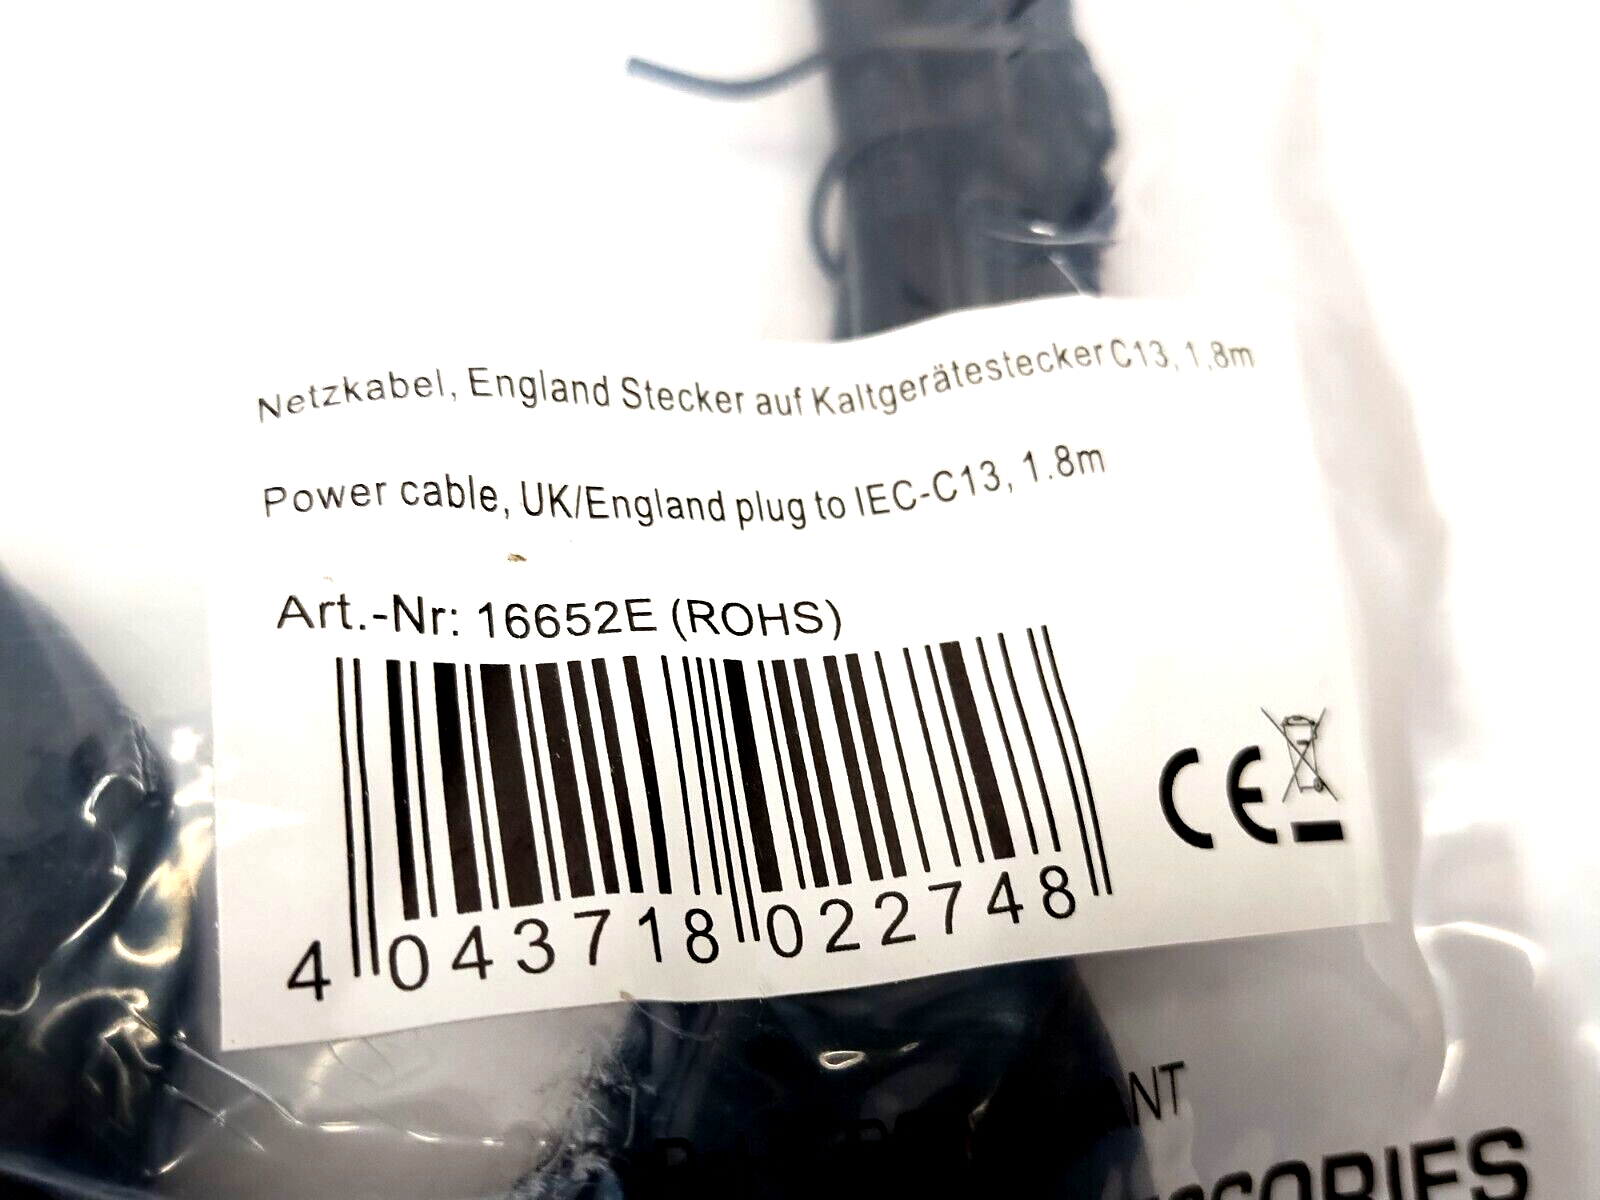 Netzkabel, England Stecker auf Kaltgerätestecker C13, 1,8m
Power cable, UK/England plug to IEC-C13, 1.8m
Art.-Nr: 16652E (ROHS)
4 043718 022748
CE